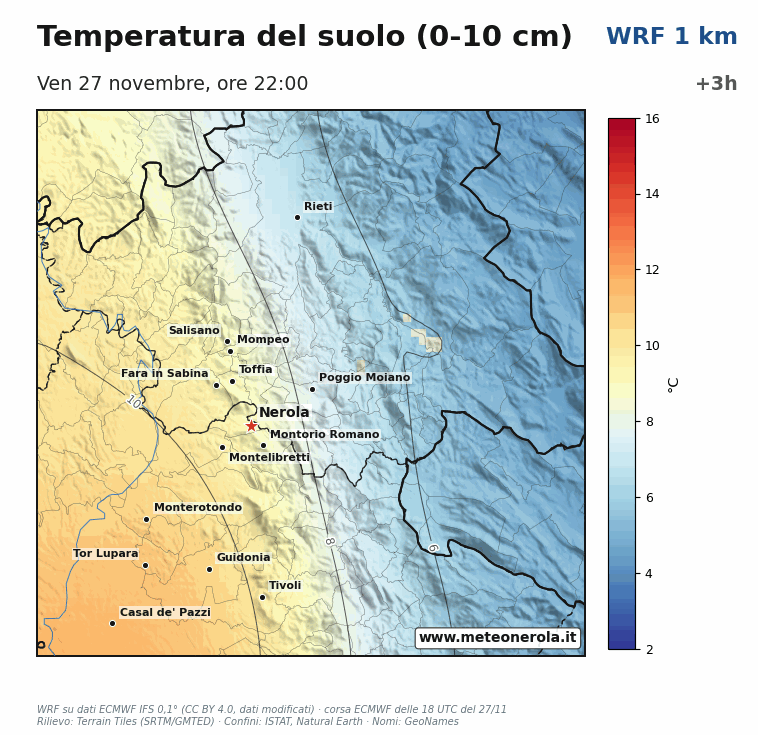 Temperatura del suolo (0-10 cm)
WRF 1 km
Ven 27 novembre, ore 22:00
+3h
16
14
12
10
8
6
4
2
°C
Rieti
Salisano
Mompeo
Fara in Sabina
Toffia
Poggio Moiano
10
Nerola
Montorio Romano
Montelibretti
Monterotondo
8
6
Tor Lupara
Guidonia
Tivoli
Casal de' Pazzi
www.meteonerola.it
WRF su dati ECMWF IFS 0,1° (CC BY 4.0, dati modificati) · corsa ECMWF delle 18 UTC del 27/11
Rilievo: Terrain Tiles (SRTM/GMTED) · Confini: ISTAT, Natural Earth · Nomi: GeoNames